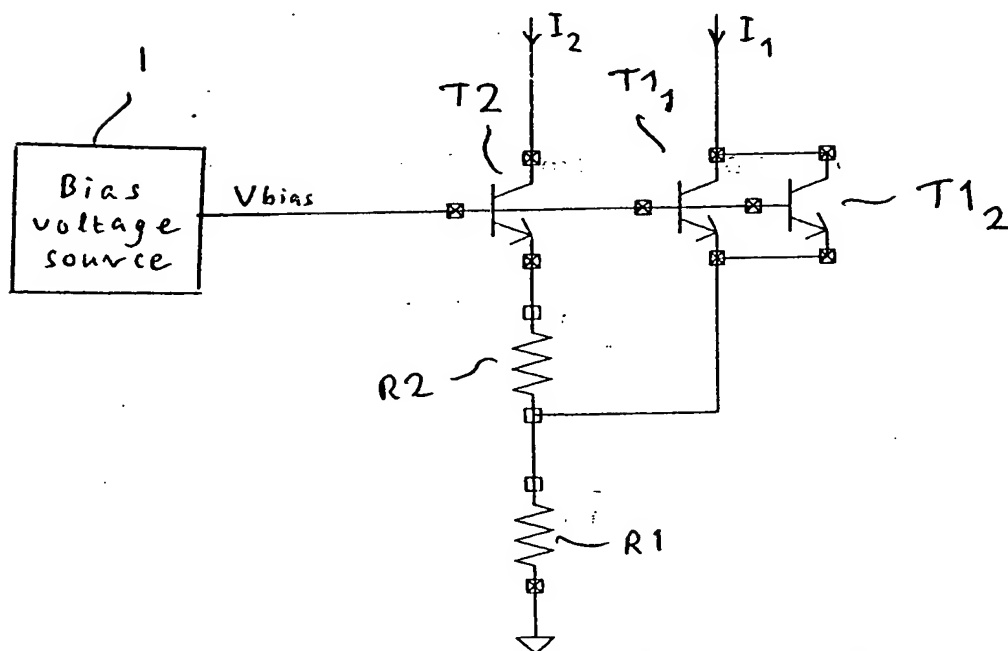 1
I2
I1
T2
T11
Bias
voltage
source
Vbias
T12
R2
R1